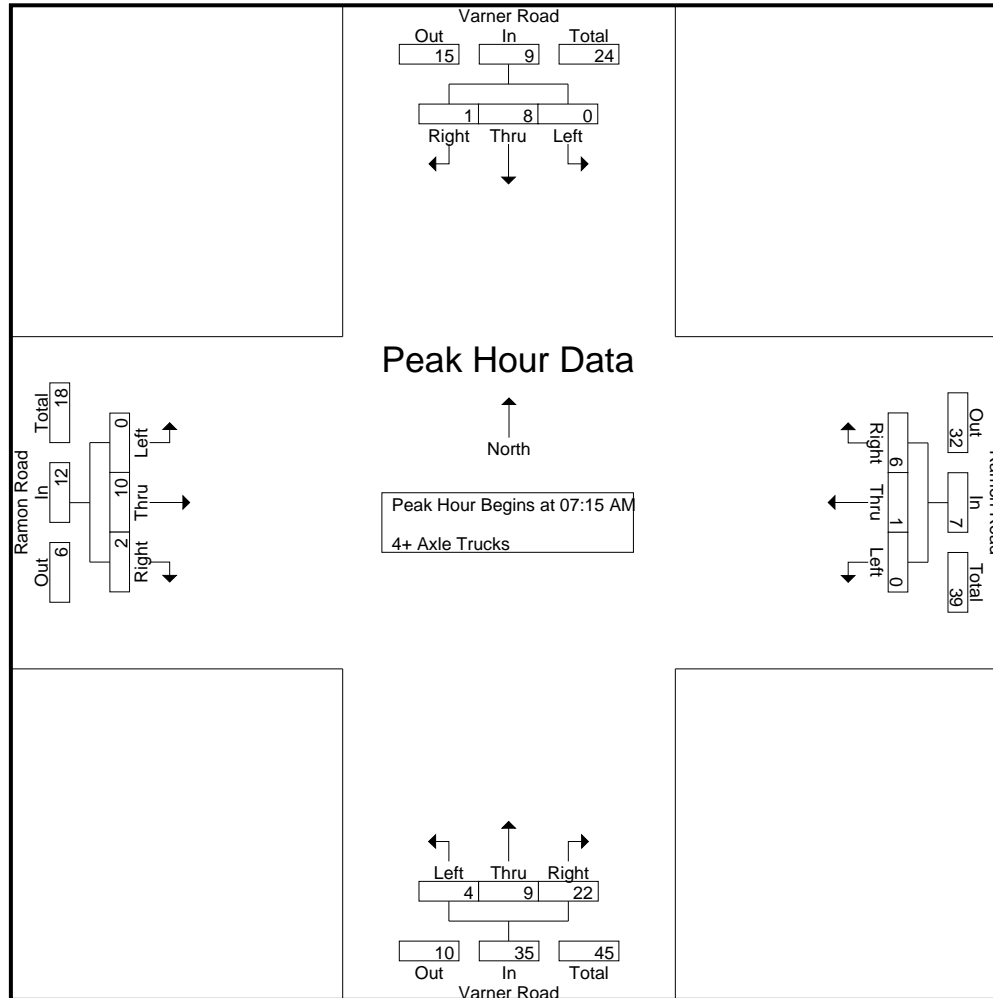 Varner Road
Out In Total
15 9 24
1 8 0
Right Thru Left
Peak Hour Data
North
Peak Hour Begins at 07:15 AM
4+ Axle Trucks
Ramon Road
Out In Total
6 12 18
2 10 0
Right Thru Left
Ramon Road
Out In Total
32 7 39
6 1 0
Right Thru Left
Left Thru Right
4 9 22
10 35 45
Out In Total
Varner Road